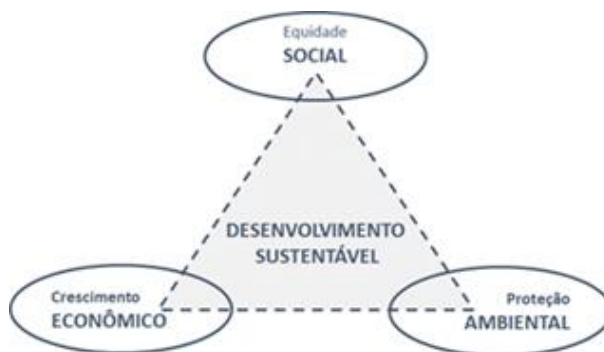 Equidade
SOCIAL
DESENVOLVIMENTO
SUSTENTÁVEL
Crescimento
ECONÔMICO
Proteção
AMBIENTAL